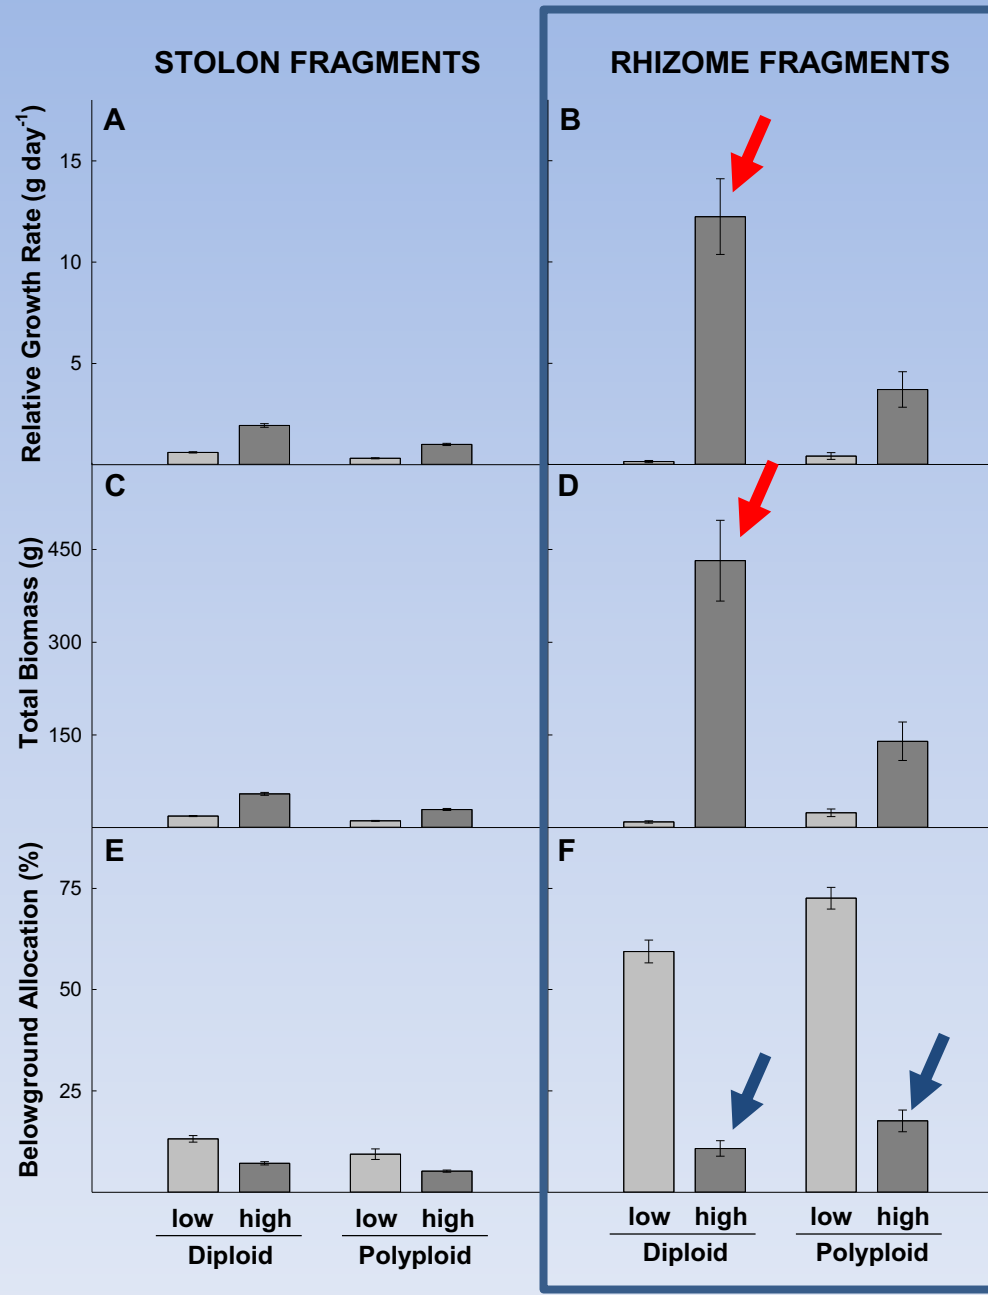 STOLON FRAGMENTS
RHIZOME FRAGMENTS
A
B
Relative Growth Rate (g day⁻¹)
15
10
5
C
D
Total Biomass (g)
450
300
150
E
F
Belowground Allocation (%)
75
50
25
low high low high
Diploid Polyploid
low high low high
Diploid Polyploid